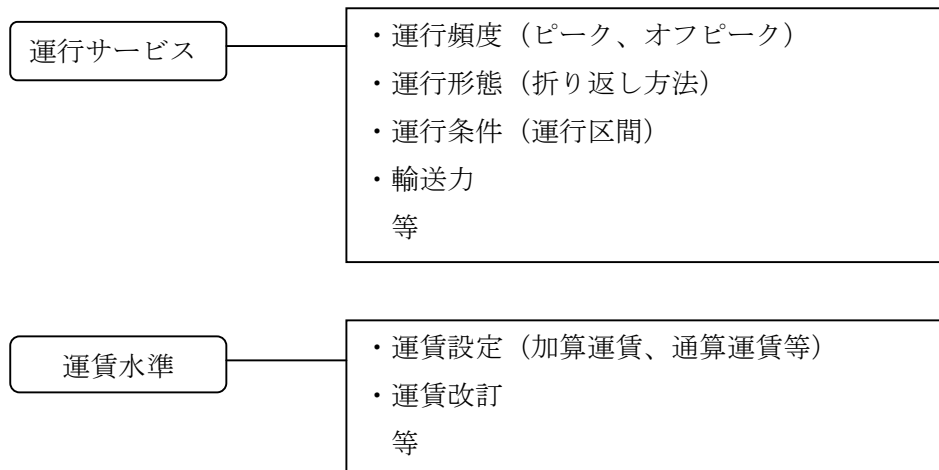 運行サービス
・運行頻度（ピーク、オフピーク）
・運行形態（折り返し方法）
・運行条件（運行区間）
・輸送力
等
運賃水準
・運賃設定（加算運賃、通算運賃等）
・運賃改訂
等